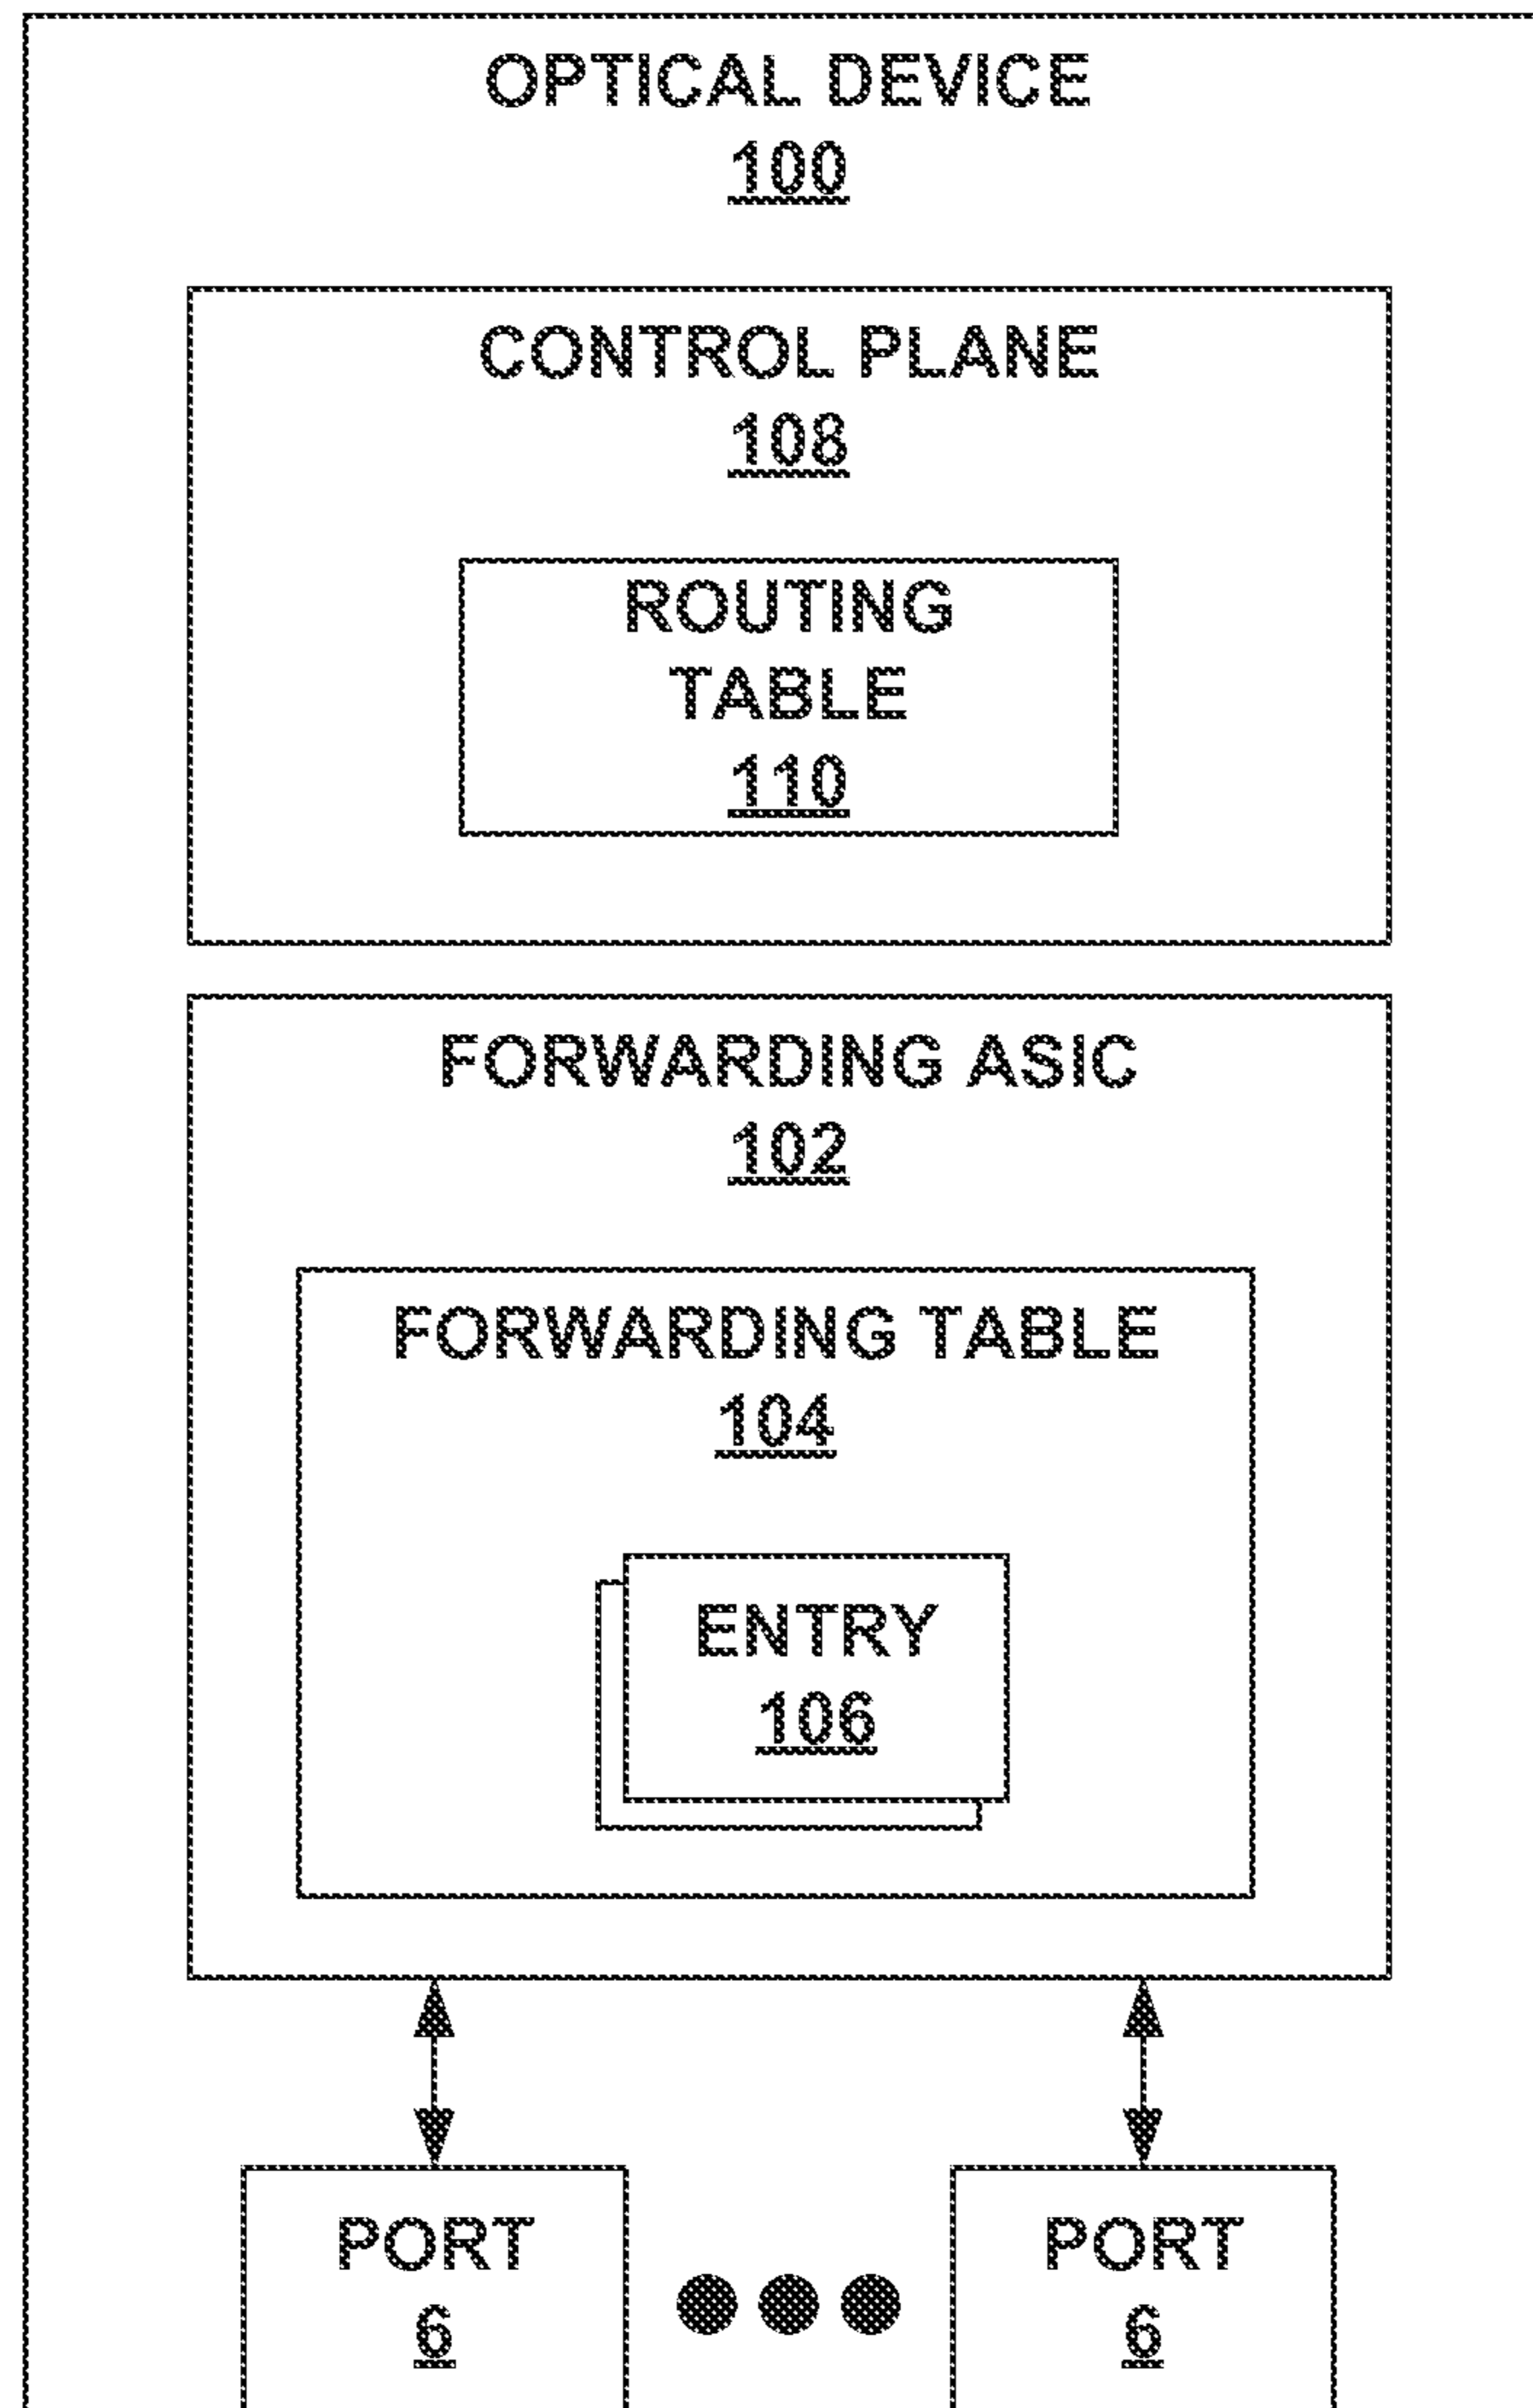 OPTICAL DEVICE
100
CONTROL PLANE
108
ROUTING
TABLE
110
FORWARDING ASIC
102
FORWARDING TABLE
104
ENTRY
106
PORT
6
PORT
6